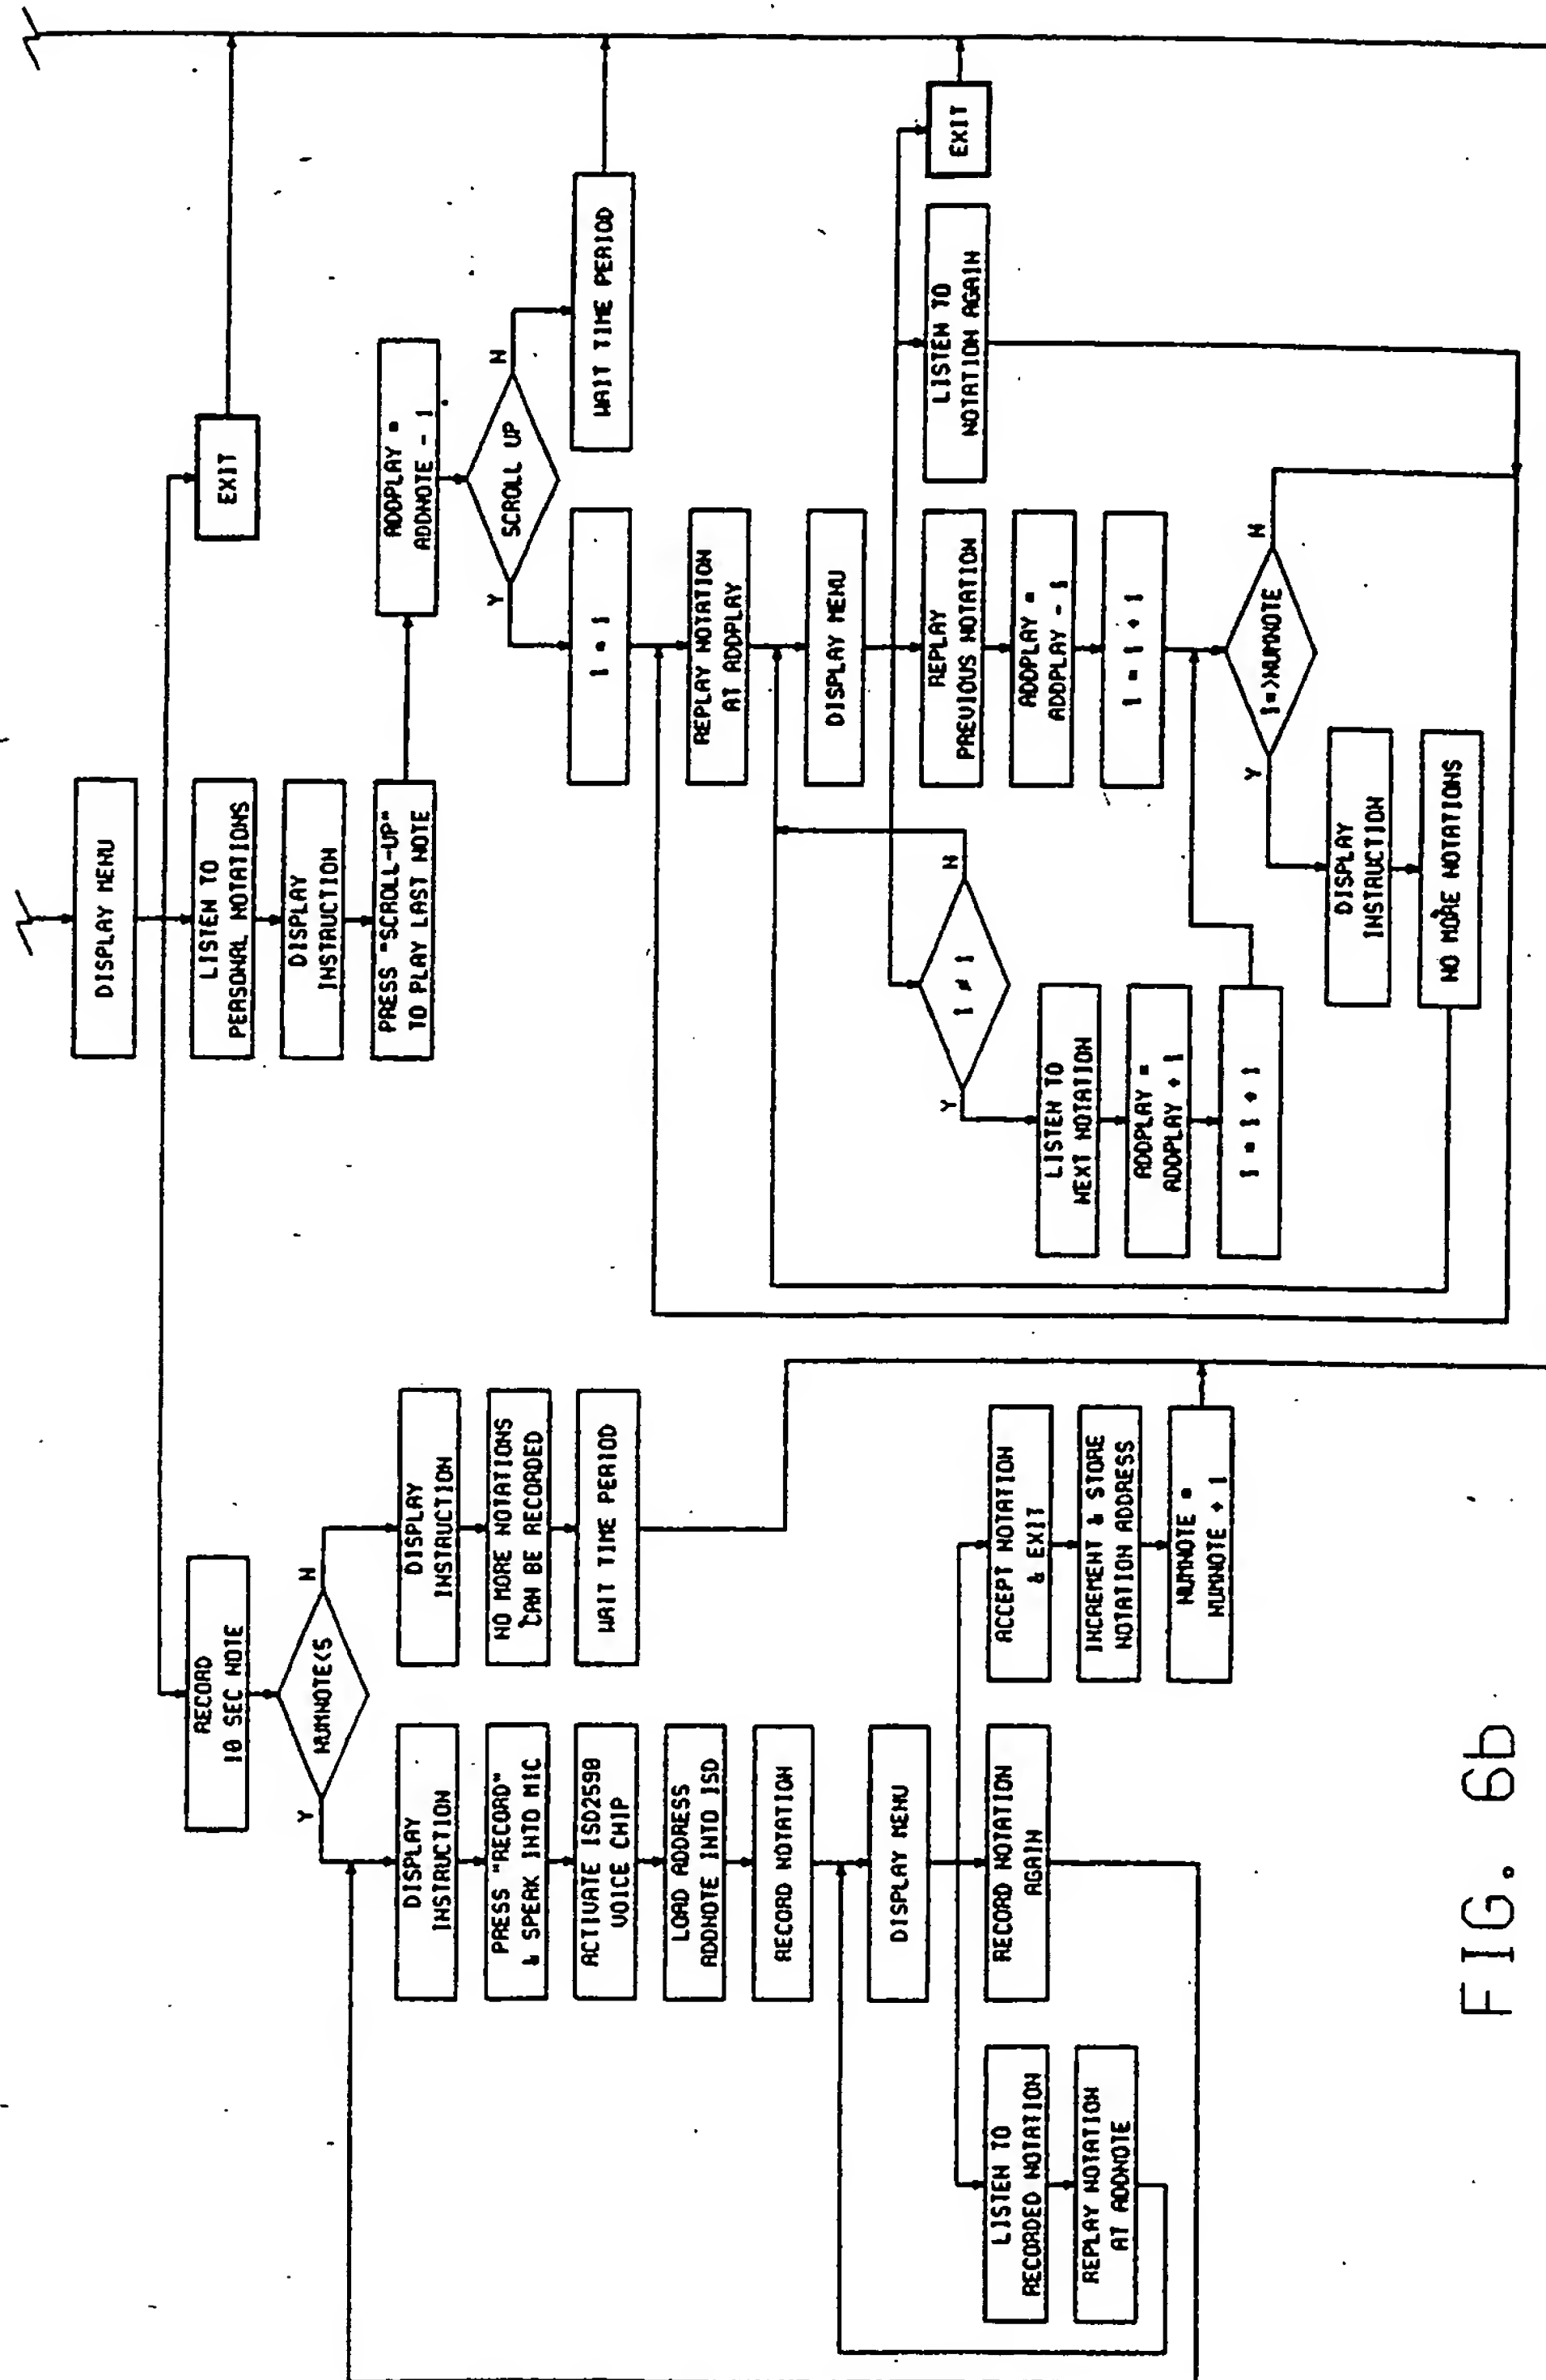 DISPLAY MENU
RECORD
10 SEC NOTE
LISTEN TO
PERSONAL NOTATIONS
EXIT
NUMNOTE<5
Y
N
DISPLAY
INSTRUCTION
PRESS "RECORD"
& SPEAK INTO MIC
ACTIVATE ISD2590
VOICE CHIP
LOAD ADDRESS
ADDNOTE INTO ISD
RECORD NOTATION
DISPLAY MENU
LISTEN TO
RECORDED NOTATION
REPLAY NOTATION
AT ADDNOTE
RECORD NOTATION
AGAIN
ACCEPT NOTATION
& EXIT
INCREMENT & STORE
NOTATION ADDRESS
NUMNOTE =
NUMNOTE + 1
DISPLAY
INSTRUCTION
NO MORE NOTATIONS
CAN BE RECORDED
WAIT TIME PERIOD
DISPLAY
INSTRUCTION
PRESS "SCROLL-UP"
TO PLAY LAST NOTE
ADDPLAY =
ADDNOTE - 1
SCROLL UP
Y
N
WAIT TIME PERIOD
I = 1
REPLAY NOTATION
AT ADDPLAY
DISPLAY MENU
I ≠ 1
Y
N
LISTEN TO
NEXT NOTATION
ADDPLAY =
ADDPLAY + 1
I = I + 1
REPLAY
PREVIOUS NOTATION
ADDPLAY =
ADDPLAY - 1
I = I + 1
LISTEN TO
NOTATION AGAIN
EXIT
I=>NUMNOTE
Y
N
DISPLAY
INSTRUCTION
NO MORE NOTATIONS
FIG. 6b